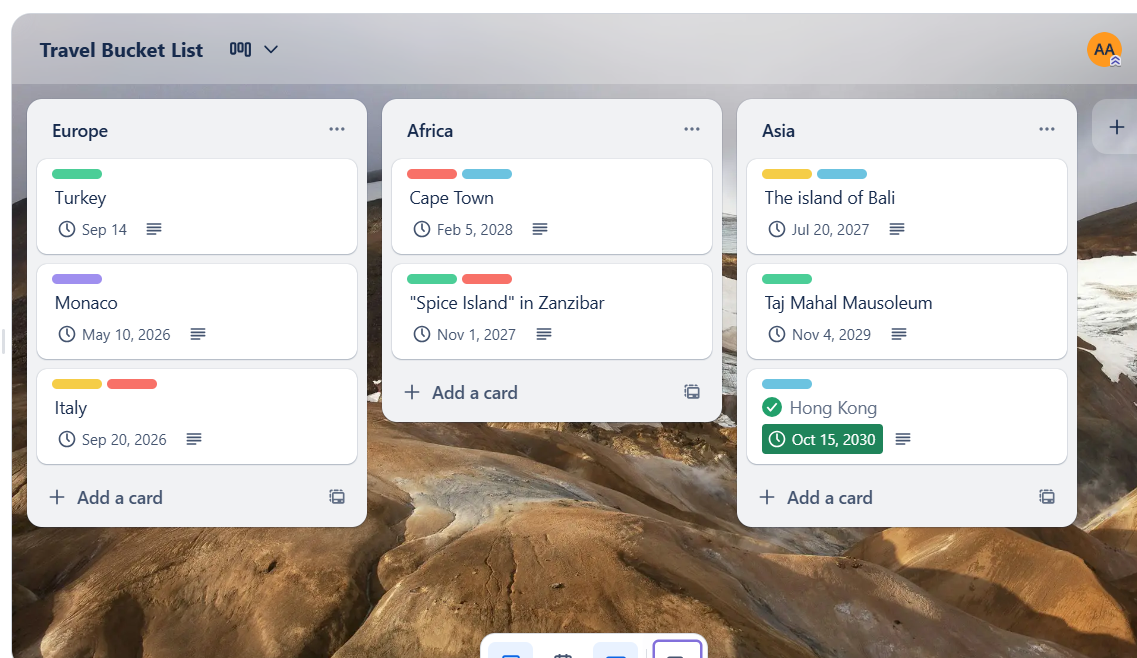 Travel Bucket List
AA
Europe
Turkey
Sep 14
Monaco
May 10, 2026
Italy
Sep 20, 2026
Add a card
Africa
Cape Town
Feb 5, 2028
"Spice Island" in Zanzibar
Nov 1, 2027
Add a card
Asia
The island of Bali
Jul 20, 2027
Taj Mahal Mausoleum
Nov 4, 2029
Hong Kong
Oct 15, 2030
Add a card